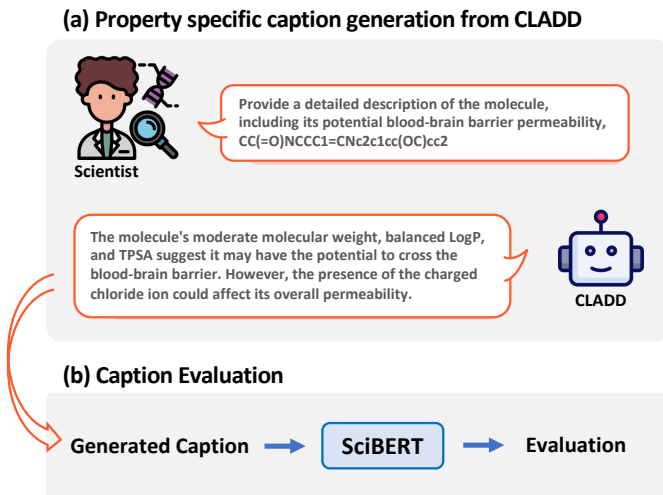 (a) Property specific caption generation from CLADD
Provide a detailed description of the molecule,
including its potential blood-brain barrier permeability,
CC(=O)NCCC1=CNc2c1cc(OC)cc2
Scientist
The molecule's moderate molecular weight, balanced LogP,
and TPSA suggest it may have the potential to cross the
blood-brain barrier. However, the presence of the charged
chloride ion could affect its overall permeability.
CLADD
(b) Caption Evaluation
Generated Caption
SciBERT
Evaluation